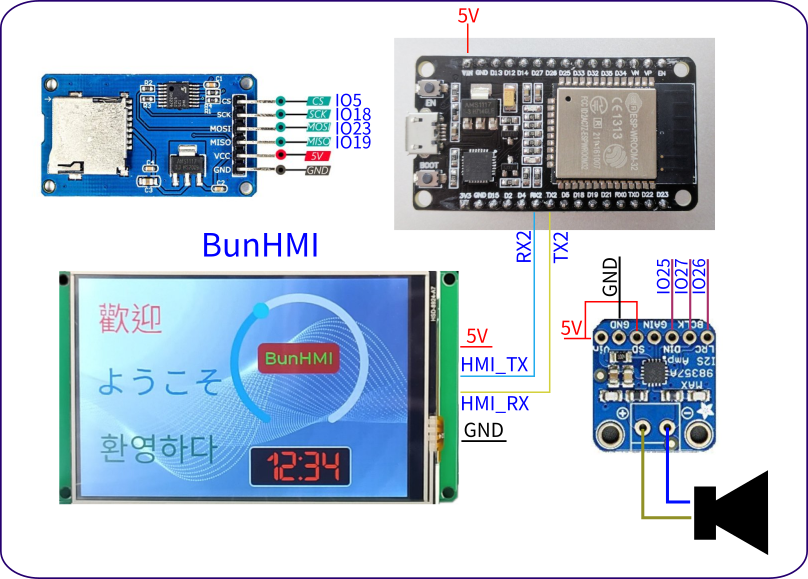 5V
VIN GND D13 D12 D14 D27 D26 D25 D33 D32 D35 D34 VN VP EN
EN
AMS1117
ESP-WROOM-32
CE1313
BOOT
3V3 GND D15 D2 D4 RX2 TX2 D5 D18 D19 D21 RX0 TX0 D22 D23
R2
C1
C4
C3
C2
CS
SCK
MOSI
MISO
VCC
GND
CS IO5
SCK IO18
MOSI IO23
MISO IO19
5V
GND
RX2
TX2
BunHMI
歡迎
ようこそ
환영하다
BunHMI
12:34
5V
HMI_TX
HMI_RX
GND
GND
IO25
IO27
IO26
5V
Vin GND SD GAIN DIN BCLK LRC
I2S Amp
98357A
MAX